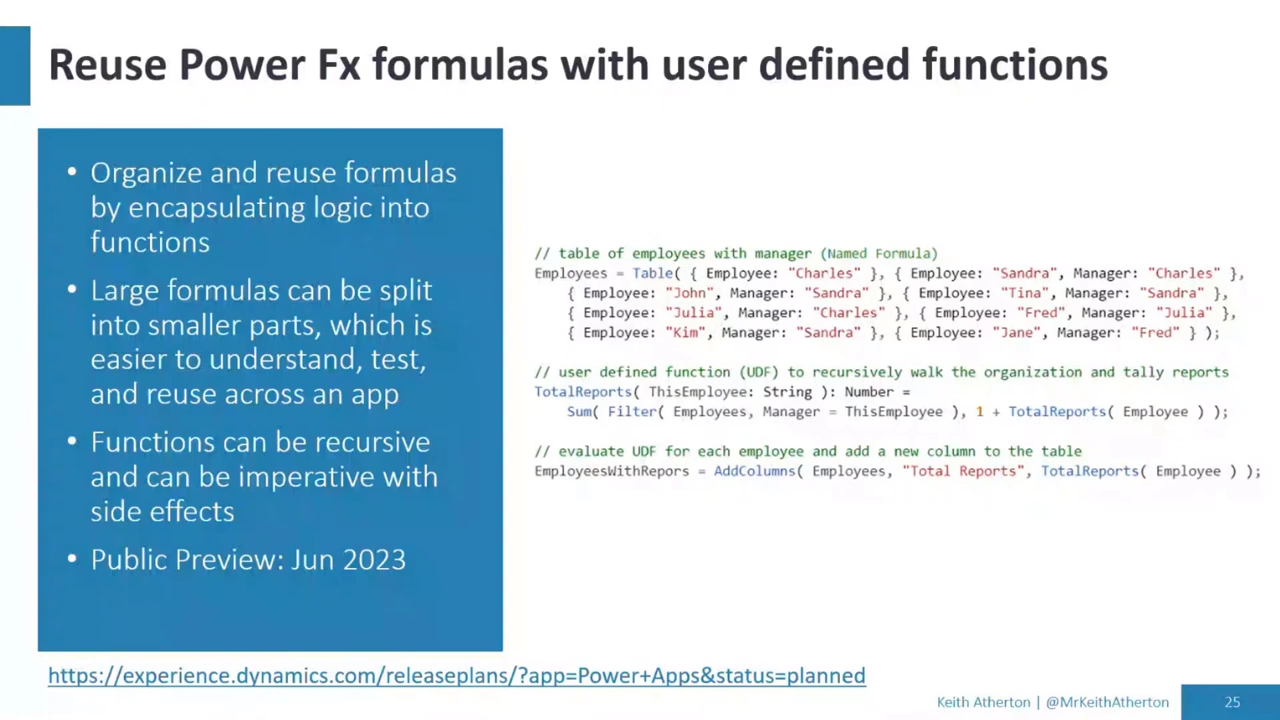 Reuse Power Fx formulas with user defined functions
• Organize and reuse formulas
by encapsulating logic into
functions
• Large formulas can be split
into smaller parts, which is
easier to understand, test,
and reuse across an app
• Functions can be recursive
and can be imperative with
side effects
• Public Preview: Jun 2023
// table of employees with manager (Named Formula)
Employees = Table( { Employee: "Charles" }, { Employee: "Sandra", Manager: "Charles" },
{ Employee: "John", Manager: "Sandra" }, { Employee: "Tina", Manager: "Sandra" },
{ Employee: "Julia", Manager: "Charles" }, { Employee: "Fred", Manager: "Julia" },
{ Employee: "Kim", Manager: "Sandra" }, { Employee: "Jane", Manager: "Fred" } );
// user defined function (UDF) to recursively walk the organization and tally reports
TotalReports( ThisEmployee: String ): Number =
Sum( Filter( Employees, Manager = ThisEmployee ), 1 + TotalReports( Employee ) );
// evaluate UDF for each employee and add a new column to the table
EmployeesWithRepors = AddColumns( Employees, "Total Reports", TotalReports( Employee ) );
https://experience.dynamics.com/releaseplans/?app=Power+Apps&status=planned
Keith Atherton | @MrKeithAtherton
25